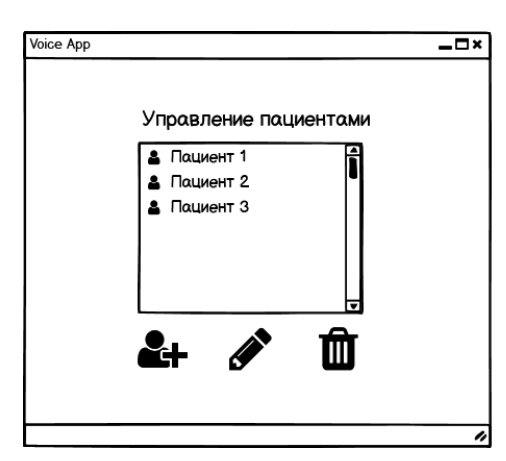 Voice App
Управление пациентами
Пациент 1
Пациент 2
Пациент 3